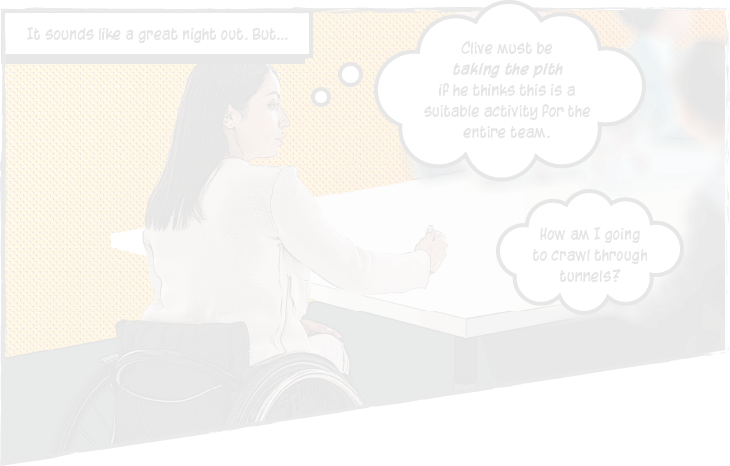 It sounds like a great night out. But...
Clive must be
taking the pith
if he thinks this is a
suitable activity for the
entire team.
How am I going
to crawl through
tunnels?